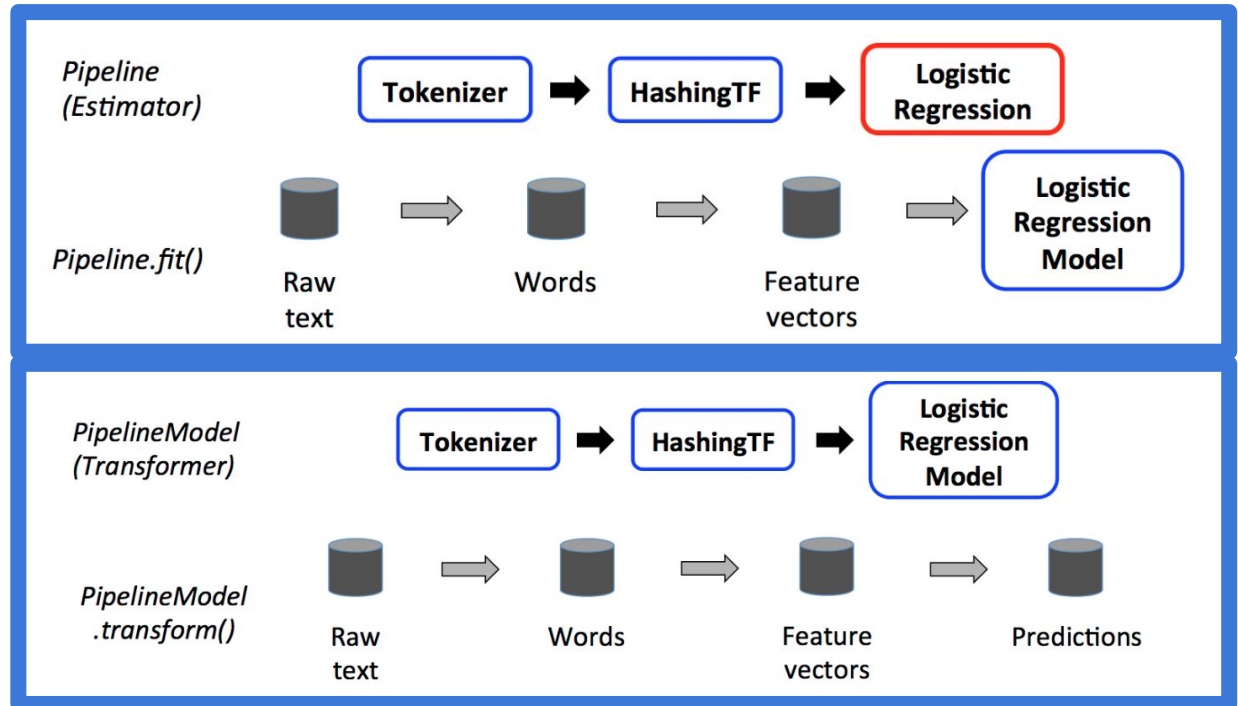 Pipeline
(Estimator)
Tokenizer
HashingTF
Logistic
Regression
Pipeline.fit()
Raw
text
Words
Feature
vectors
Logistic
Regression
Model
PipelineModel
(Transformer)
Tokenizer
HashingTF
Logistic
Regression
Model
PipelineModel
.transform()
Raw
text
Words
Feature
vectors
Predictions